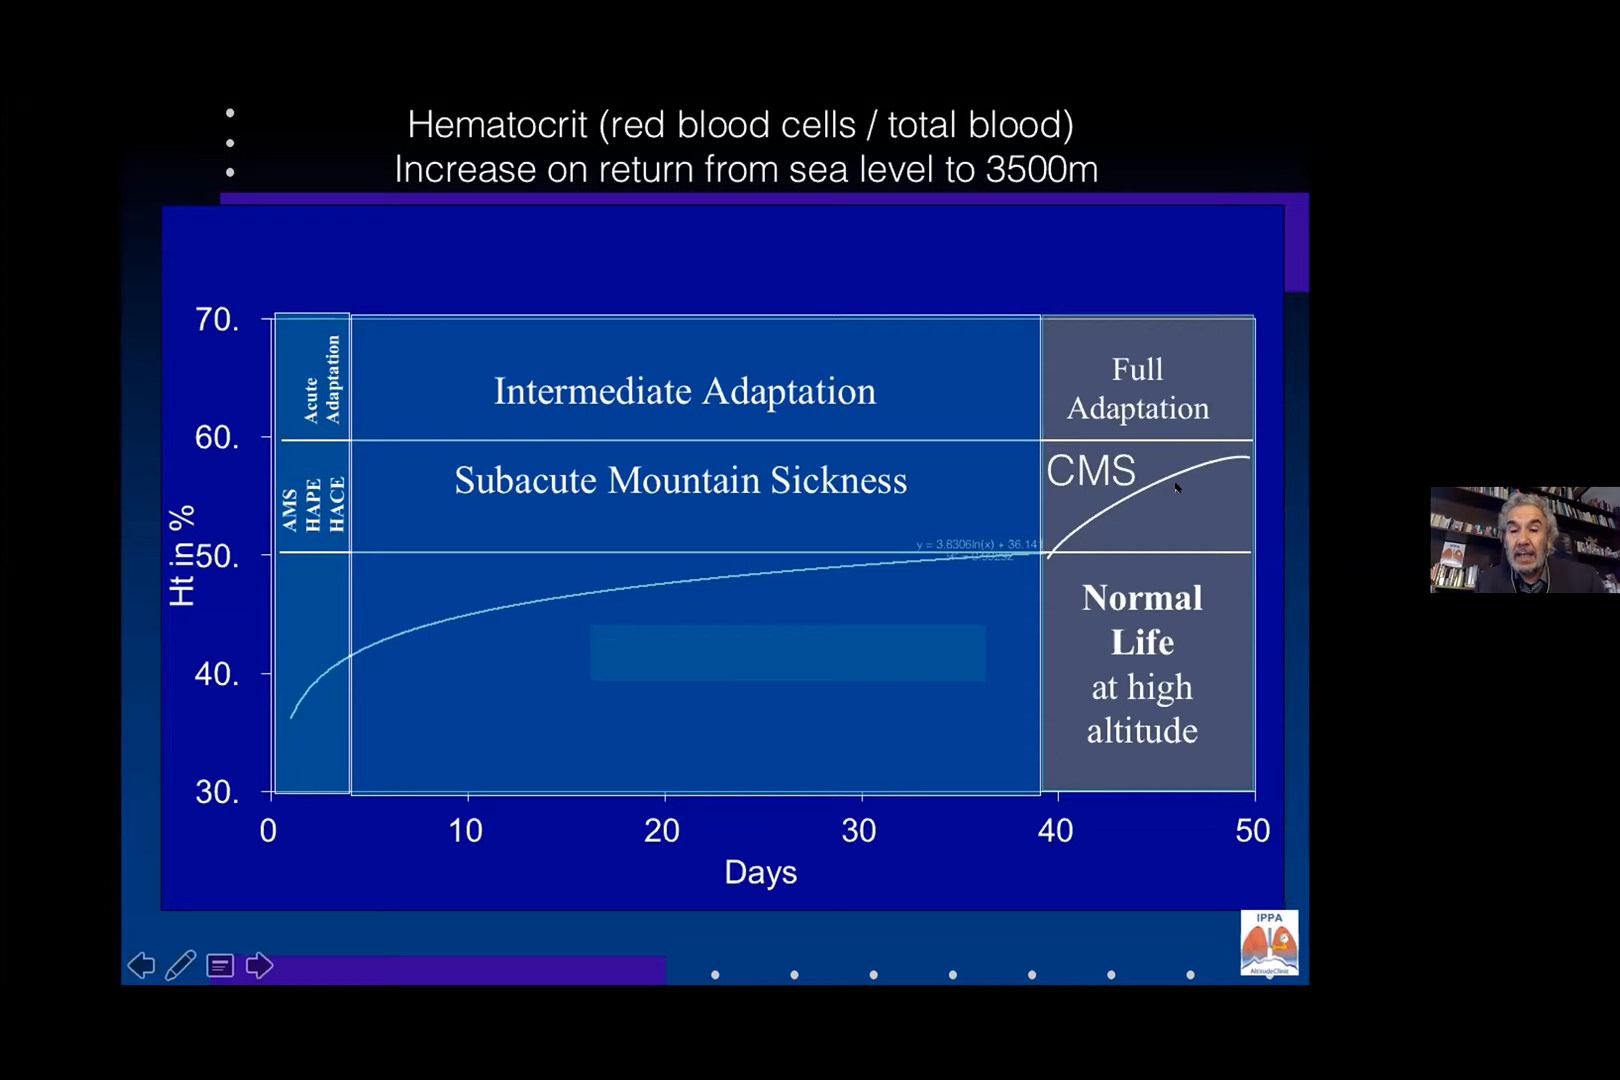 Hematocrit (red blood cells / total blood)
Increase on return from sea level to 3500m
70.
60.
50.
40.
30.
Ht in %
Acute
Adaptation
Intermediate Adaptation
Full
Adaptation
AMS
HAPE
HACE
Subacute Mountain Sickness
CMS
y = 3.8306ln(x) + 36.141
Normal
Life
at high
altitude
0
10
20
30
40
50
Days
IPPA
AltitudeClinic